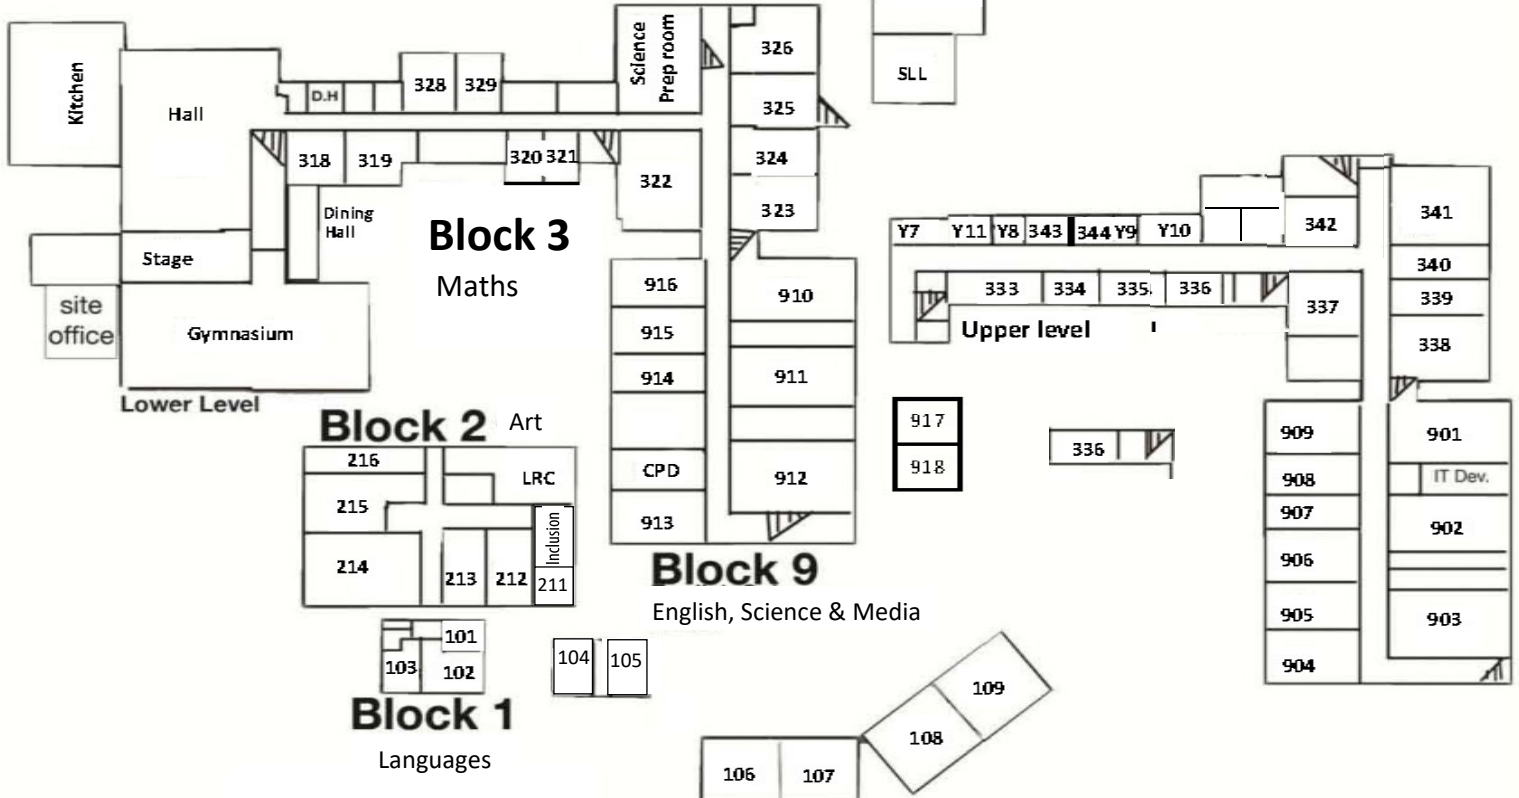 Kitchen
Hall
D.H
328
329
Science
Prep room
326
325
324
323
SLL
318
319
320
321
322
Dining
Hall
Block 3
Maths
Stage
site
office
Gymnasium
Lower Level
Y7
Y11
Y8
343
344
Y9
Y10
342
341
340
339
338
333
334
335
336
337
Upper level
916
915
914
CPD
913
910
911
912
Block 9
English, Science & Media
917
918
336
909
908
907
906
905
904
901
IT Dev.
902
903
Block 2
Art
216
215
214
LRC
Inclusion
213
212
211
101
103
102
Block 1
Languages
104
105
106
107
108
109